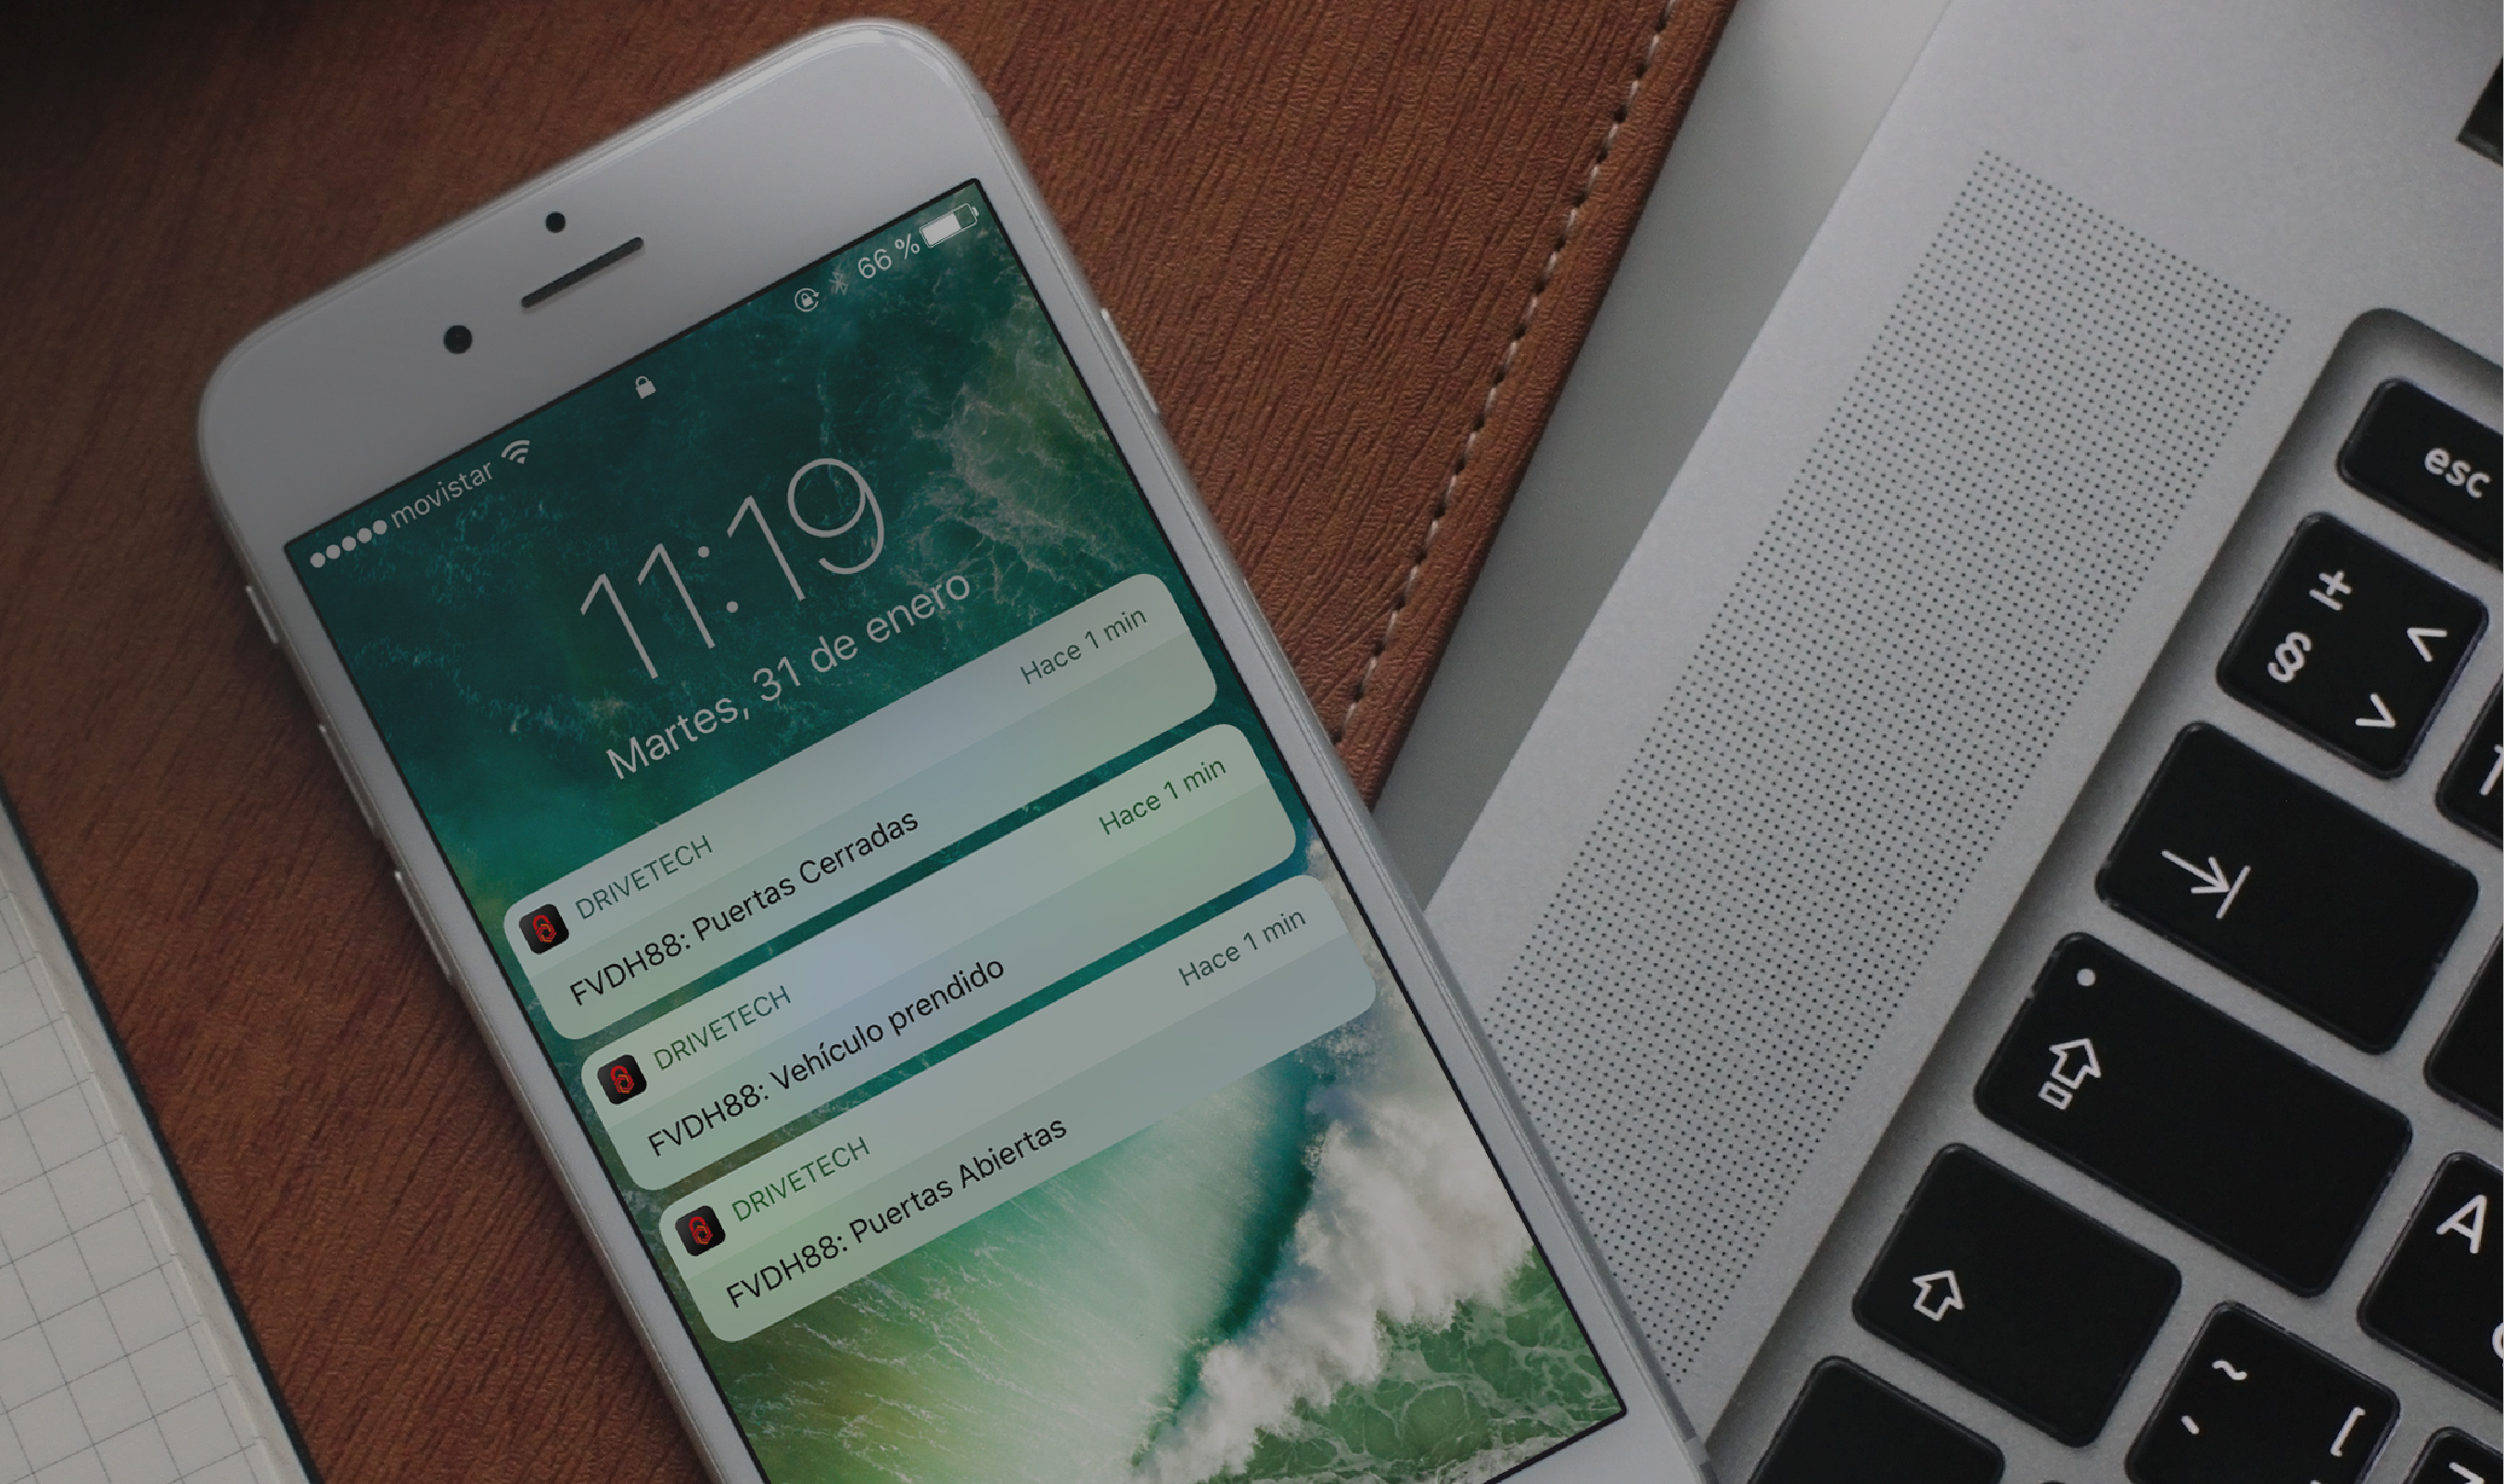 movistar
66 %
11:19
Martes, 31 de enero
DRIVETECH Hace 1 min
FVDH88: Puertas Cerradas
DRIVETECH Hace 1 min
FVDH88: Vehículo prendido
DRIVETECH Hace 1 min
FVDH88: Puertas Abiertas
esc
±
§
<
>
A
~
[